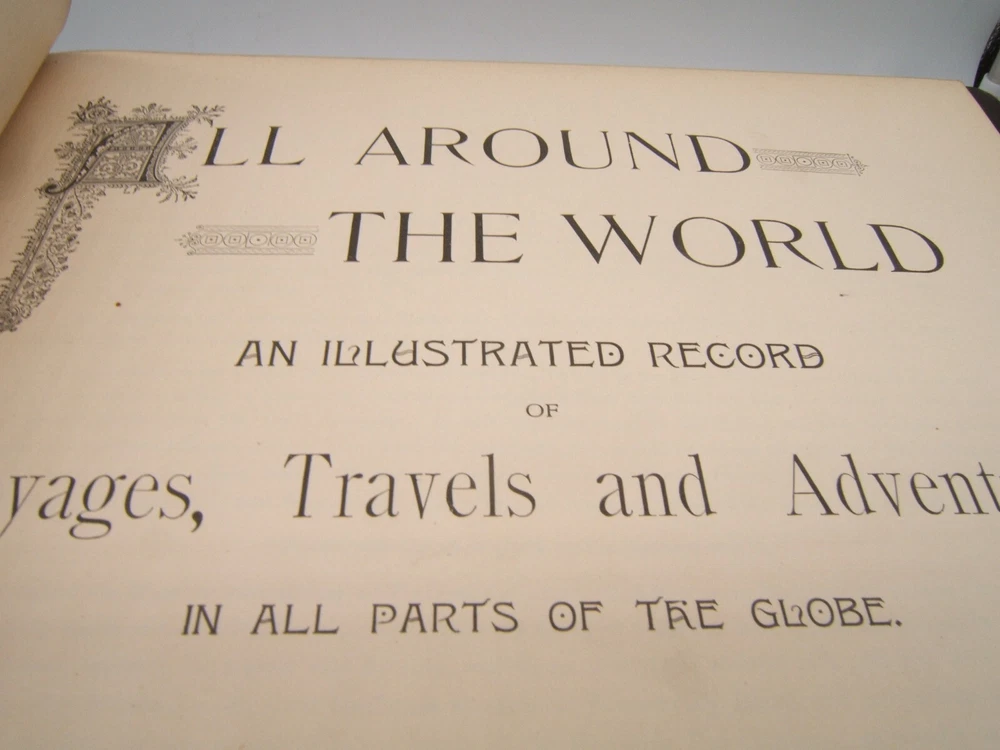 ALL AROUND
THE WORLD
AN ILLUSTRATED RECORD
OF
yages, Travels and Advent
IN ALL PARTS OF THE GLOBE.